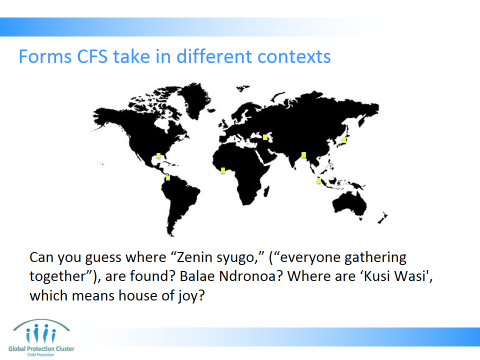 Forms CFS take in different contexts
Can you guess where “Zenin syugo,” (“everyone gathering
together”), are found? Balae Ndronoa? Where are ‘Kusi Wasi',
which means house of joy?
Global Protection Cluster
Child Protection